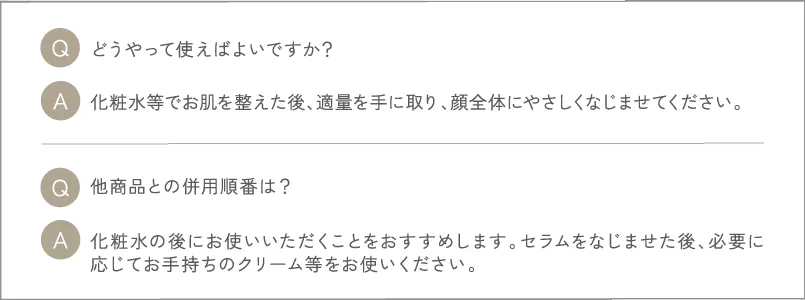 Q どうやって使えばよいですか？
A 化粧水等でお肌を整えた後、適量を手に取り、顔全体にやさしくなじませてください。
Q 他商品との併用順番は？
A 化粧水の後にお使いいただくことをおすすめします。セラムをなじませた後、必要に
応じてお手持ちのクリーム等をお使いください。